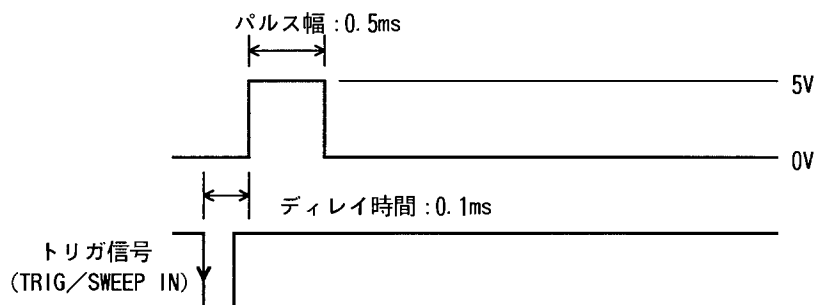 パルス幅:0.5ms
5V
0V
ディレイ時間:0.1ms
トリガ信号
(TRIG/SWEEP IN)